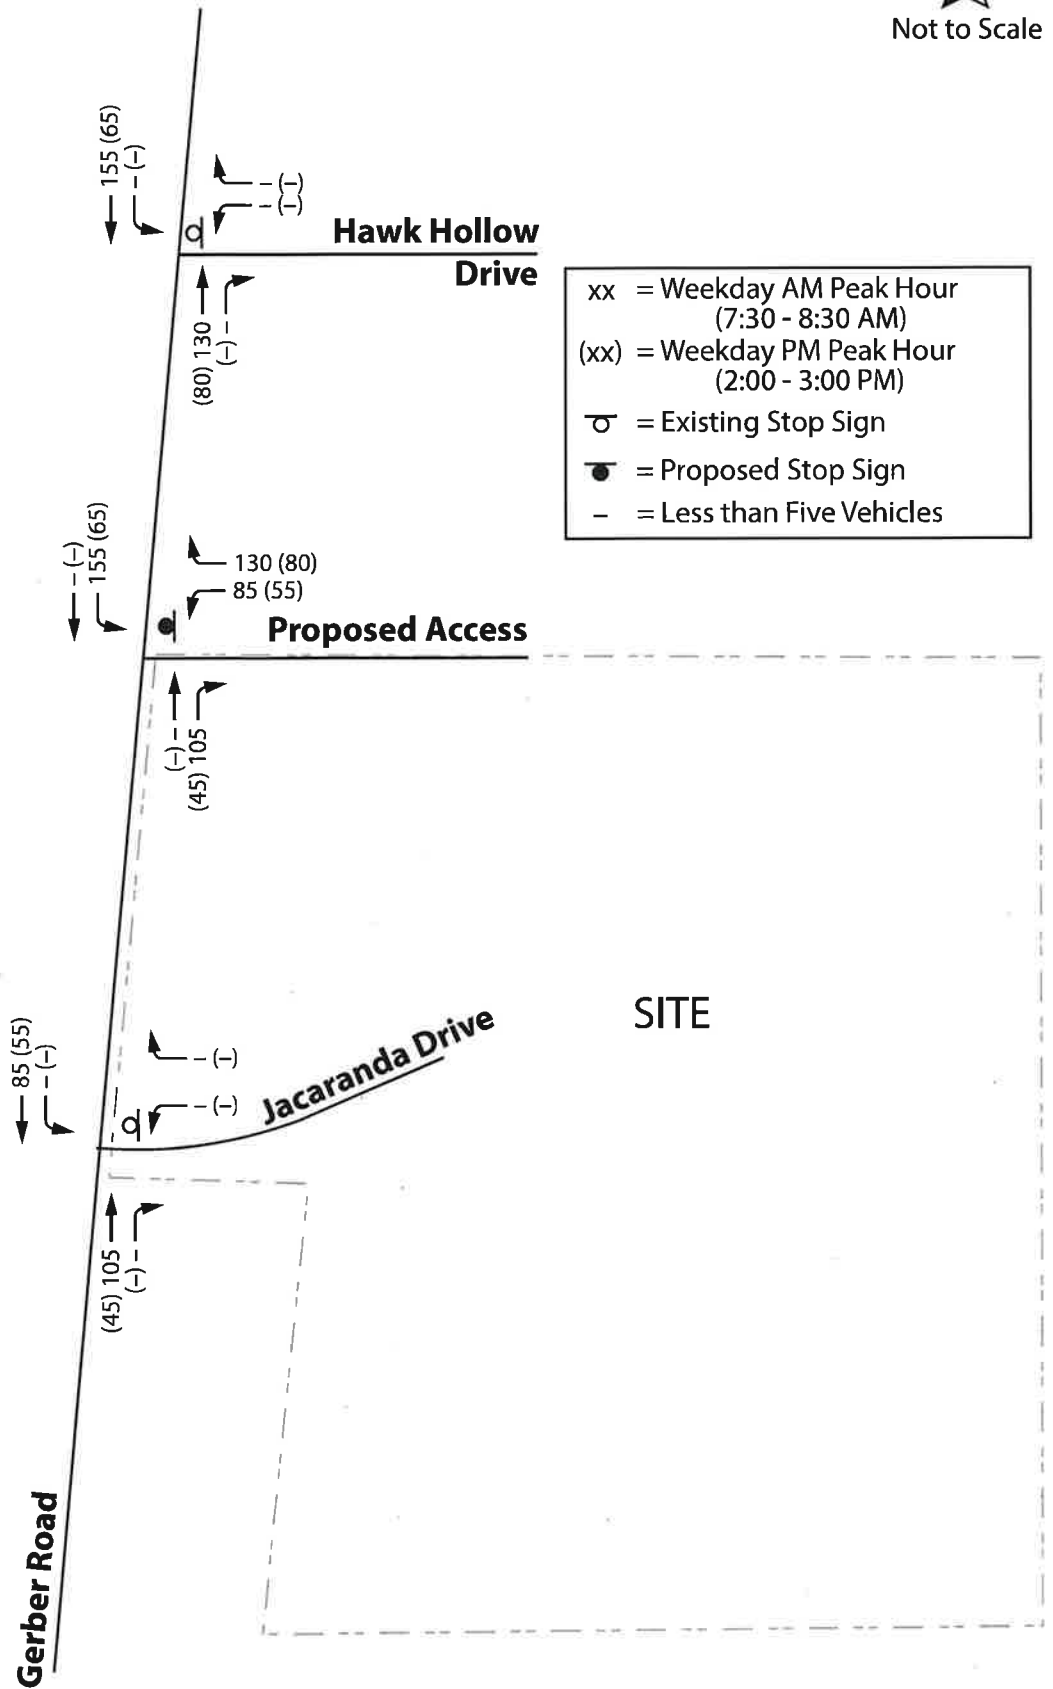 Not to Scale
155 (65)
– (–)
– (–)
– (–)
Hawk Hollow
Drive
(80) 130
(–) –
xx = Weekday AM Peak Hour
(7:30 - 8:30 AM)
(xx) = Weekday PM Peak Hour
(2:00 - 3:00 PM)
= Existing Stop Sign
= Proposed Stop Sign
– = Less than Five Vehicles
– (–)
155 (65)
130 (80)
85 (55)
Proposed Access
(–) –
(45) 105
SITE
85 (55)
– (–)
– (–)
– (–)
Jacaranda Drive
(45) 105
(–) –
Gerber Road